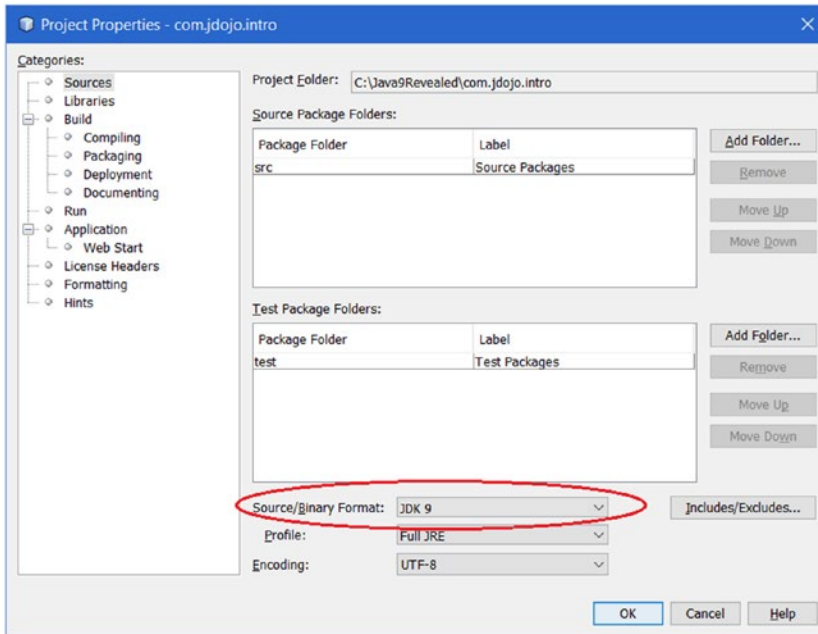 Project Properties - com.jdojo.intro
Categories:
Sources
Libraries
Build
Compiling
Packaging
Deployment
Documenting
Run
Application
Web Start
License Headers
Formatting
Hints
Project Folder: C:\Java9Revealed\com.jdojo.intro
Source Package Folders:
Package Folder Label
src Source Packages
Add Folder...
Remove
Move Up
Move Down
Test Package Folders:
Package Folder Label
test Test Packages
Add Folder...
Remove
Move Up
Move Down
Source/Binary Format: JDK 9
Includes/Excludes...
Profile: Full JRE
Encoding: UTF-8
OK Cancel Help